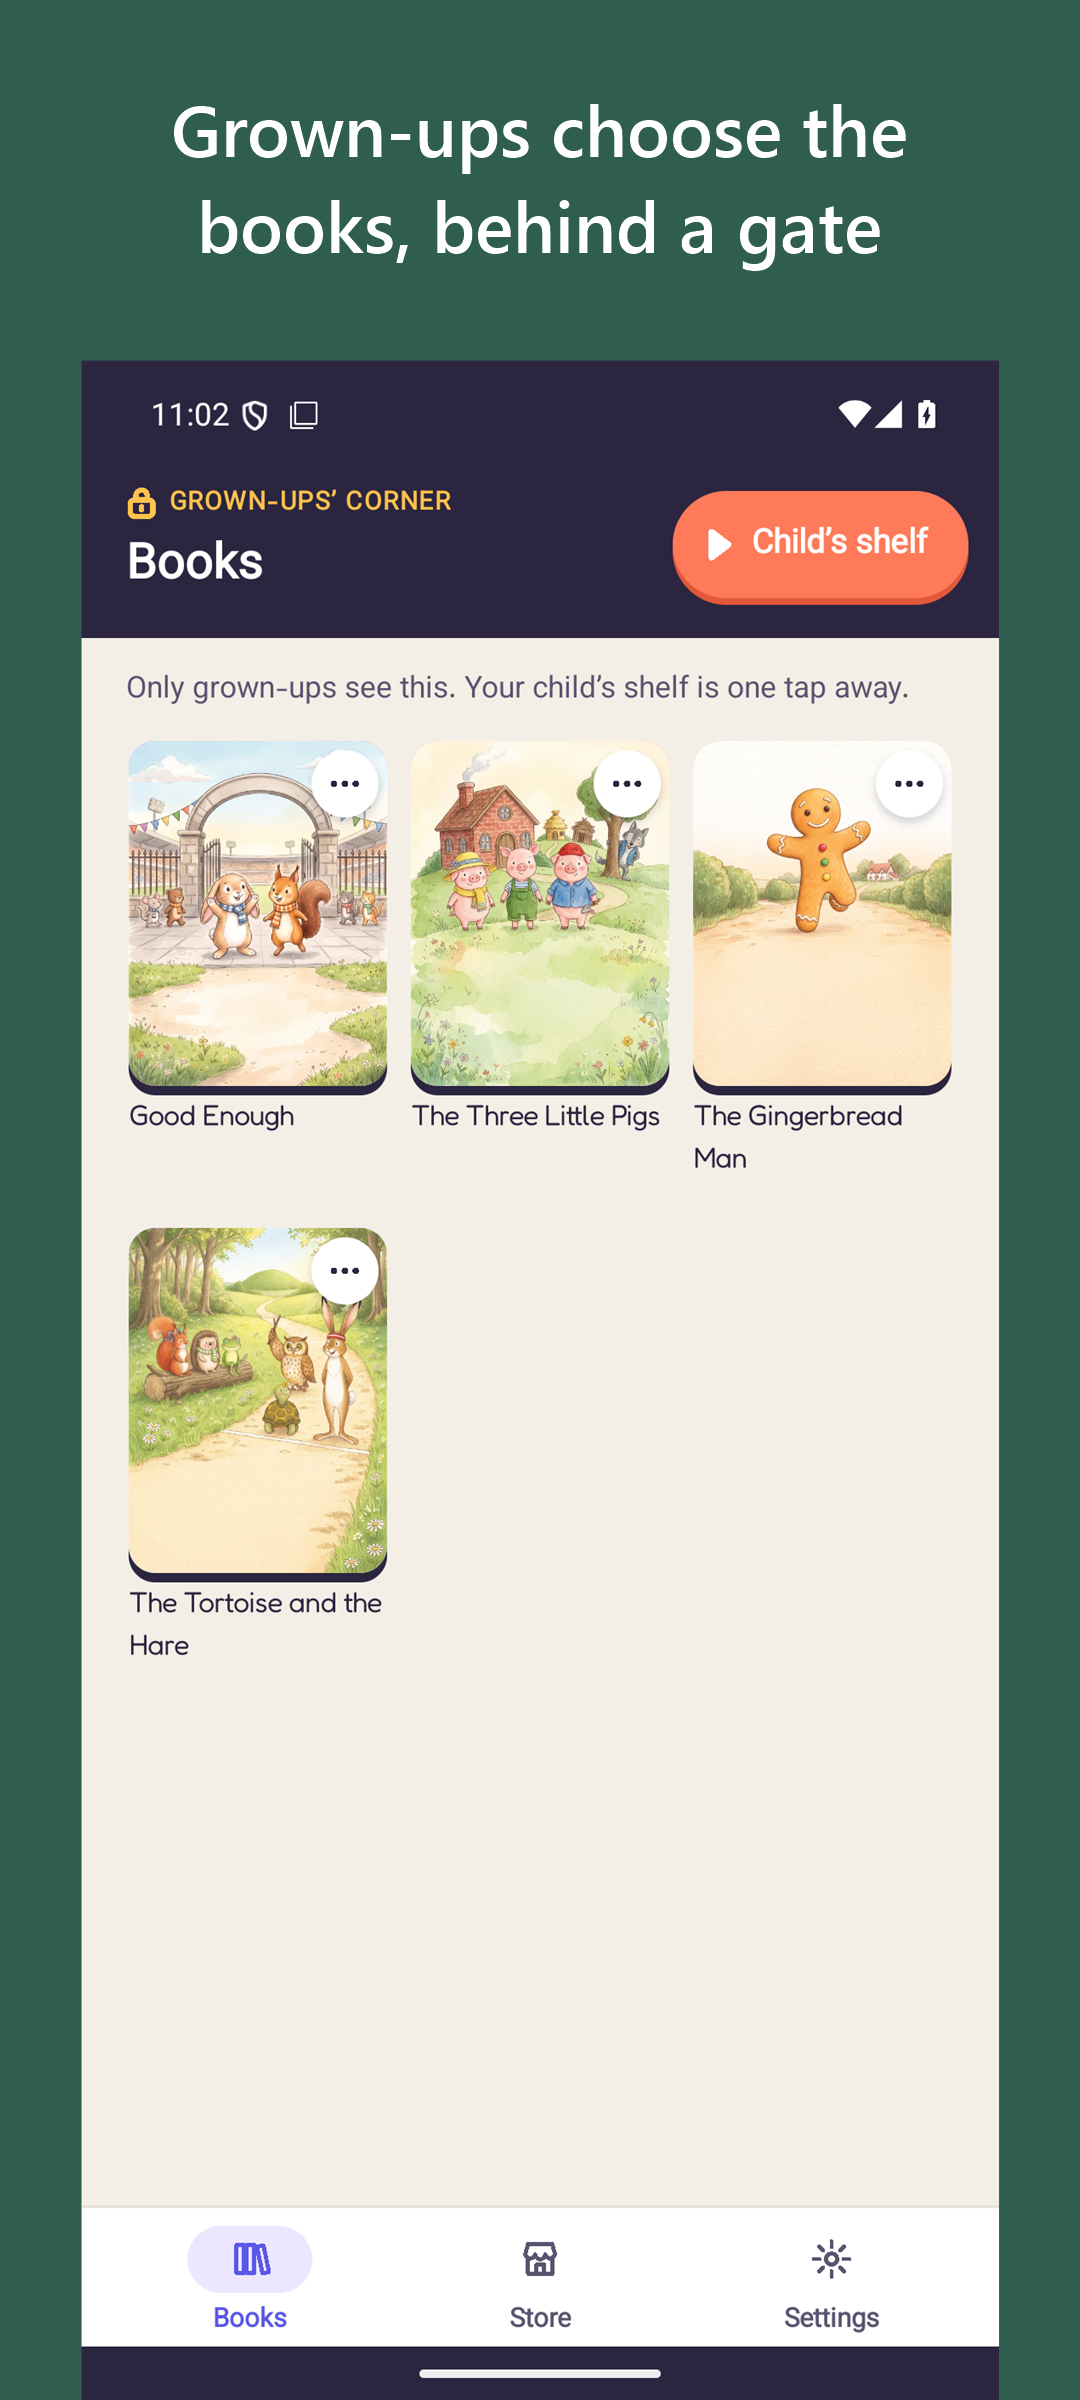 Grown-ups choose the
books, behind a gate
11:02
GROWN-UPS’ CORNER
Books
Child’s shelf
Only grown-ups see this. Your child’s shelf is one tap away.
Good Enough
The Three Little Pigs
The Gingerbread
Man
The Tortoise and the
Hare
Books
Store
Settings